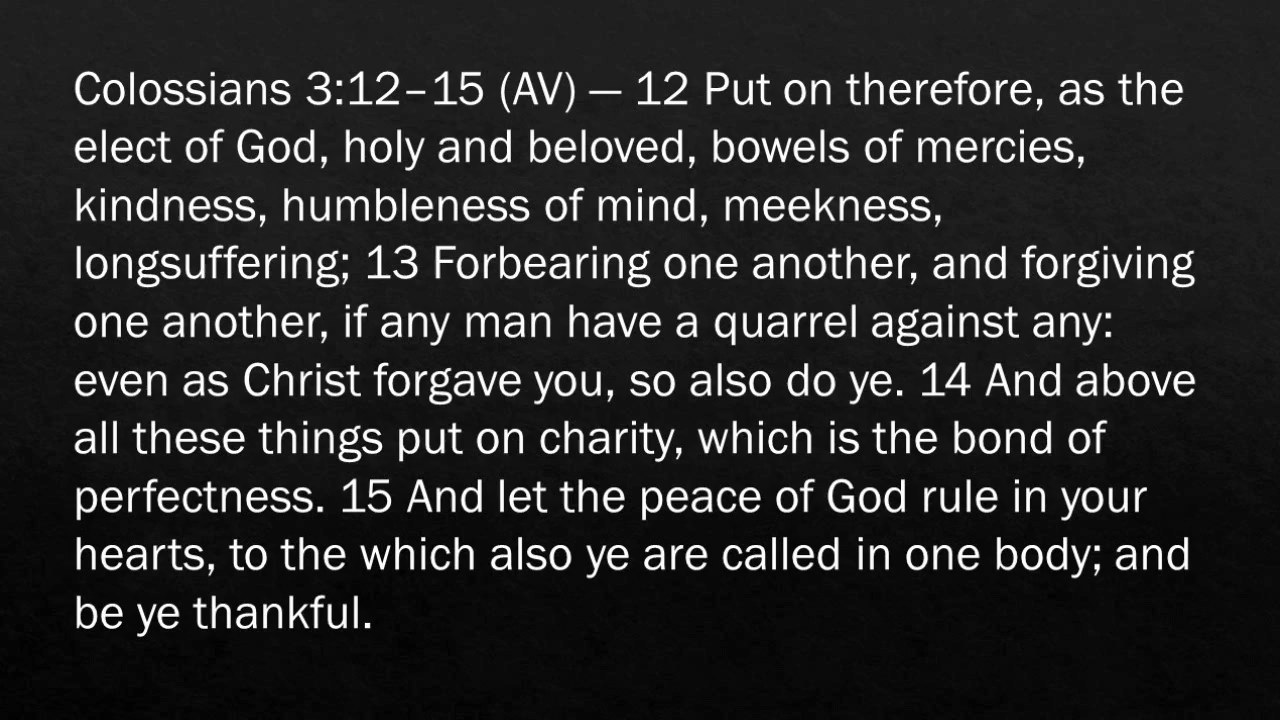 Colossians 3:12–15 (AV) — 12 Put on therefore, as the
elect of God, holy and beloved, bowels of mercies,
kindness, humbleness of mind, meekness,
longsuffering; 13 Forbearing one another, and forgiving
one another, if any man have a quarrel against any:
even as Christ forgave you, so also do ye. 14 And above
all these things put on charity, which is the bond of
perfectness. 15 And let the peace of God rule in your
hearts, to the which also ye are called in one body; and
be ye thankful.